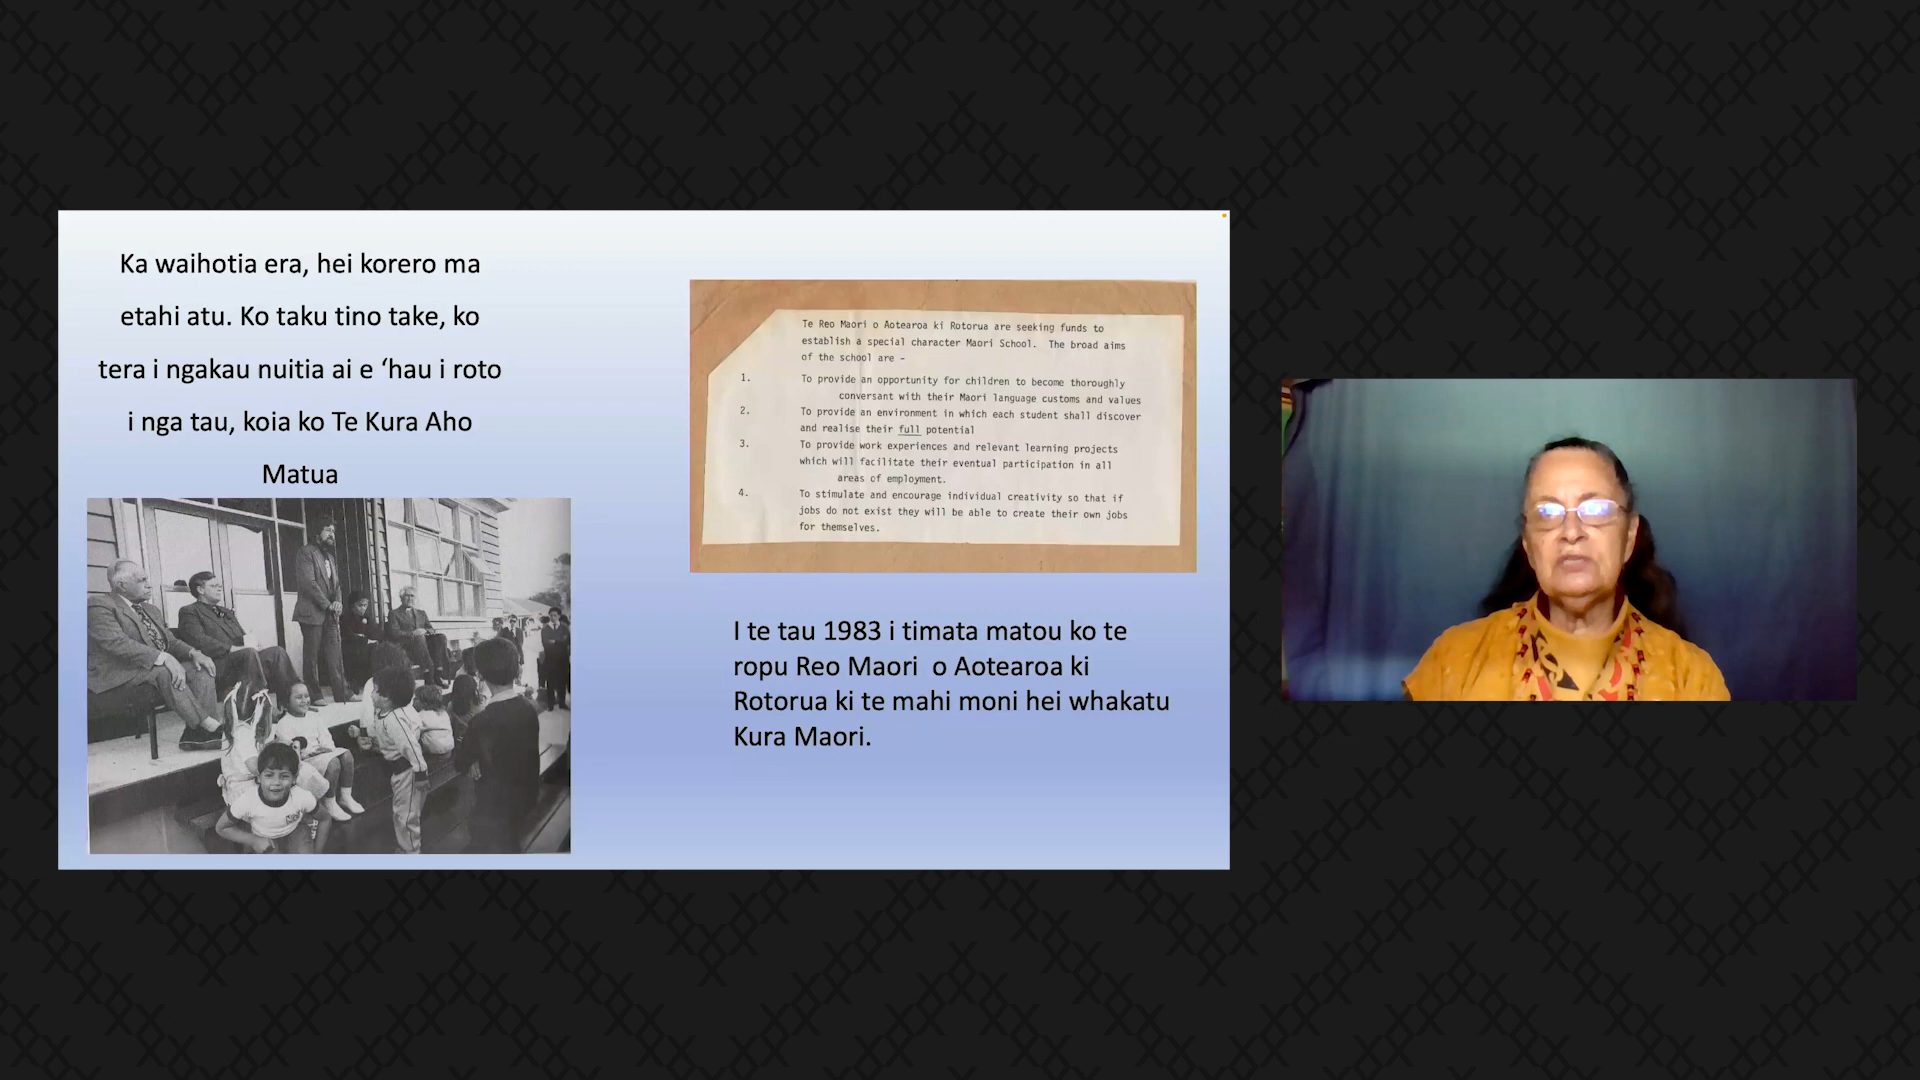 Ka waihotia era, hei korero ma
etahi atu. Ko taku tino take, ko
tera i ngakau nuitia ai e ‘hau i roto
i nga tau, koia ko Te Kura Aho
Matua
Te Reo Maori o Aotearoa ki Rotorua are seeking funds to
establish a special character Maori School. The broad aims
of the school are -
1. To provide an opportunity for children to become thoroughly
conversant with their Maori language customs and values
2. To provide an environment in which each student shall discover
and realise their full potential
3. To provide work experiences and relevant learning projects
which will facilitate their eventual participation in all
areas of employment.
4. To stimulate and encourage individual creativity so that if
jobs do not exist they will be able to create their own jobs
for themselves.
I te tau 1983 i timata matou ko te
ropu Reo Maori o Aotearoa ki
Rotorua ki te mahi moni hei whakatu
Kura Maori.